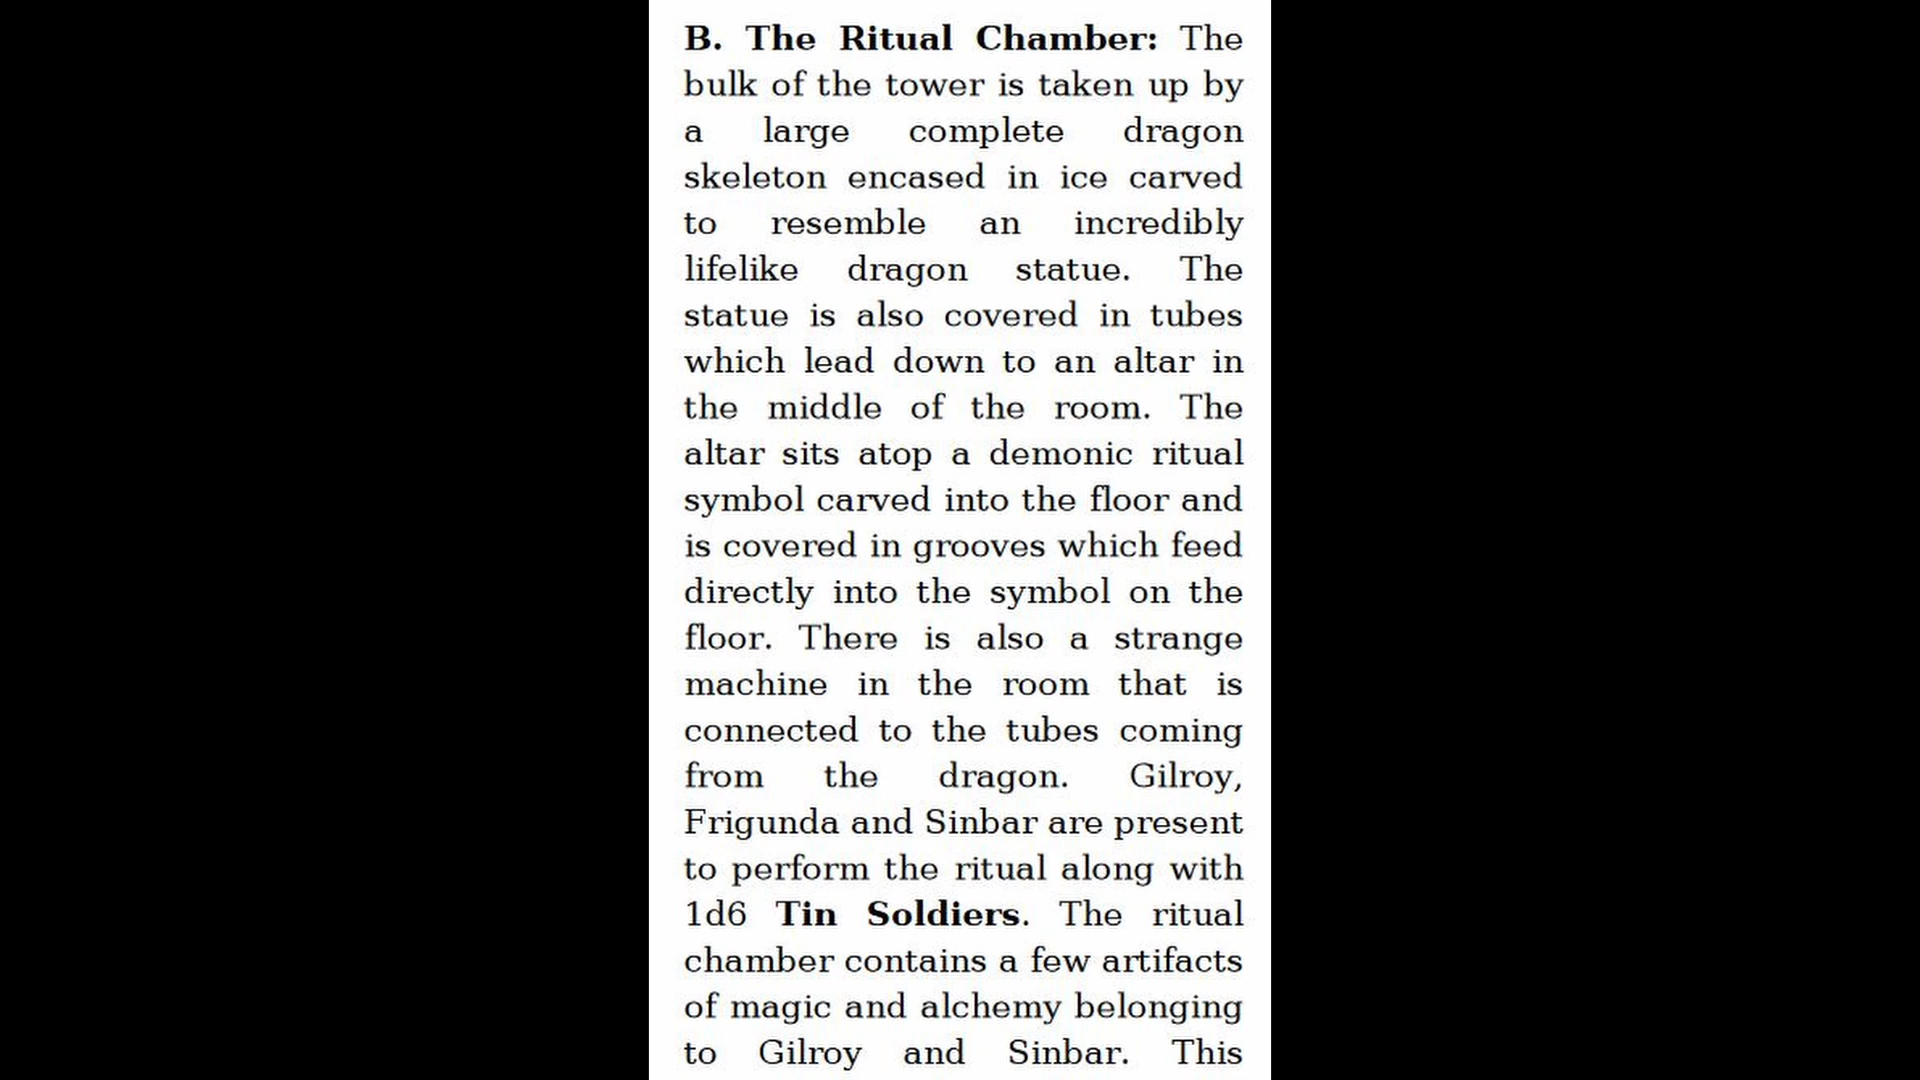 B. The Ritual Chamber: The
bulk of the tower is taken up by
a large complete dragon
skeleton encased in ice carved
to resemble an incredibly
lifelike dragon statue. The
statue is also covered in tubes
which lead down to an altar in
the middle of the room. The
altar sits atop a demonic ritual
symbol carved into the floor and
is covered in grooves which feed
directly into the symbol on the
floor. There is also a strange
machine in the room that is
connected to the tubes coming
from the dragon. Gilroy,
Frigunda and Sinbar are present
to perform the ritual along with
1d6 Tin Soldiers. The ritual
chamber contains a few artifacts
of magic and alchemy belonging
to Gilroy and Sinbar. This